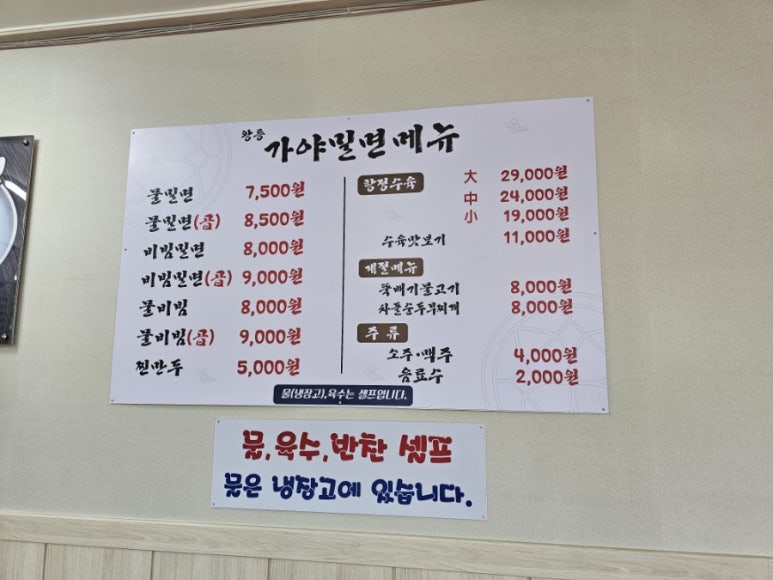 왕릉 가야밀면메뉴
물밀면 7,500원
물밀면(곱) 8,500원
비빔밀면 8,000원
비빔밀면(곱) 9,000원
물비빔 8,000원
물비빔(곱) 9,000원
찐만두 5,000원
항정수육 大 29,000원
中 24,000원
小 19,000원
수육맛보기 11,000원
계절메뉴
뚝배기불고기 8,000원
차돌순두부찌개 8,000원
주류
소주·맥주 4,000원
음료수 2,000원
물(냉장고),육수는 셀프입니다.
물,육수,반찬 셀프
물은 냉장고에 있습니다.